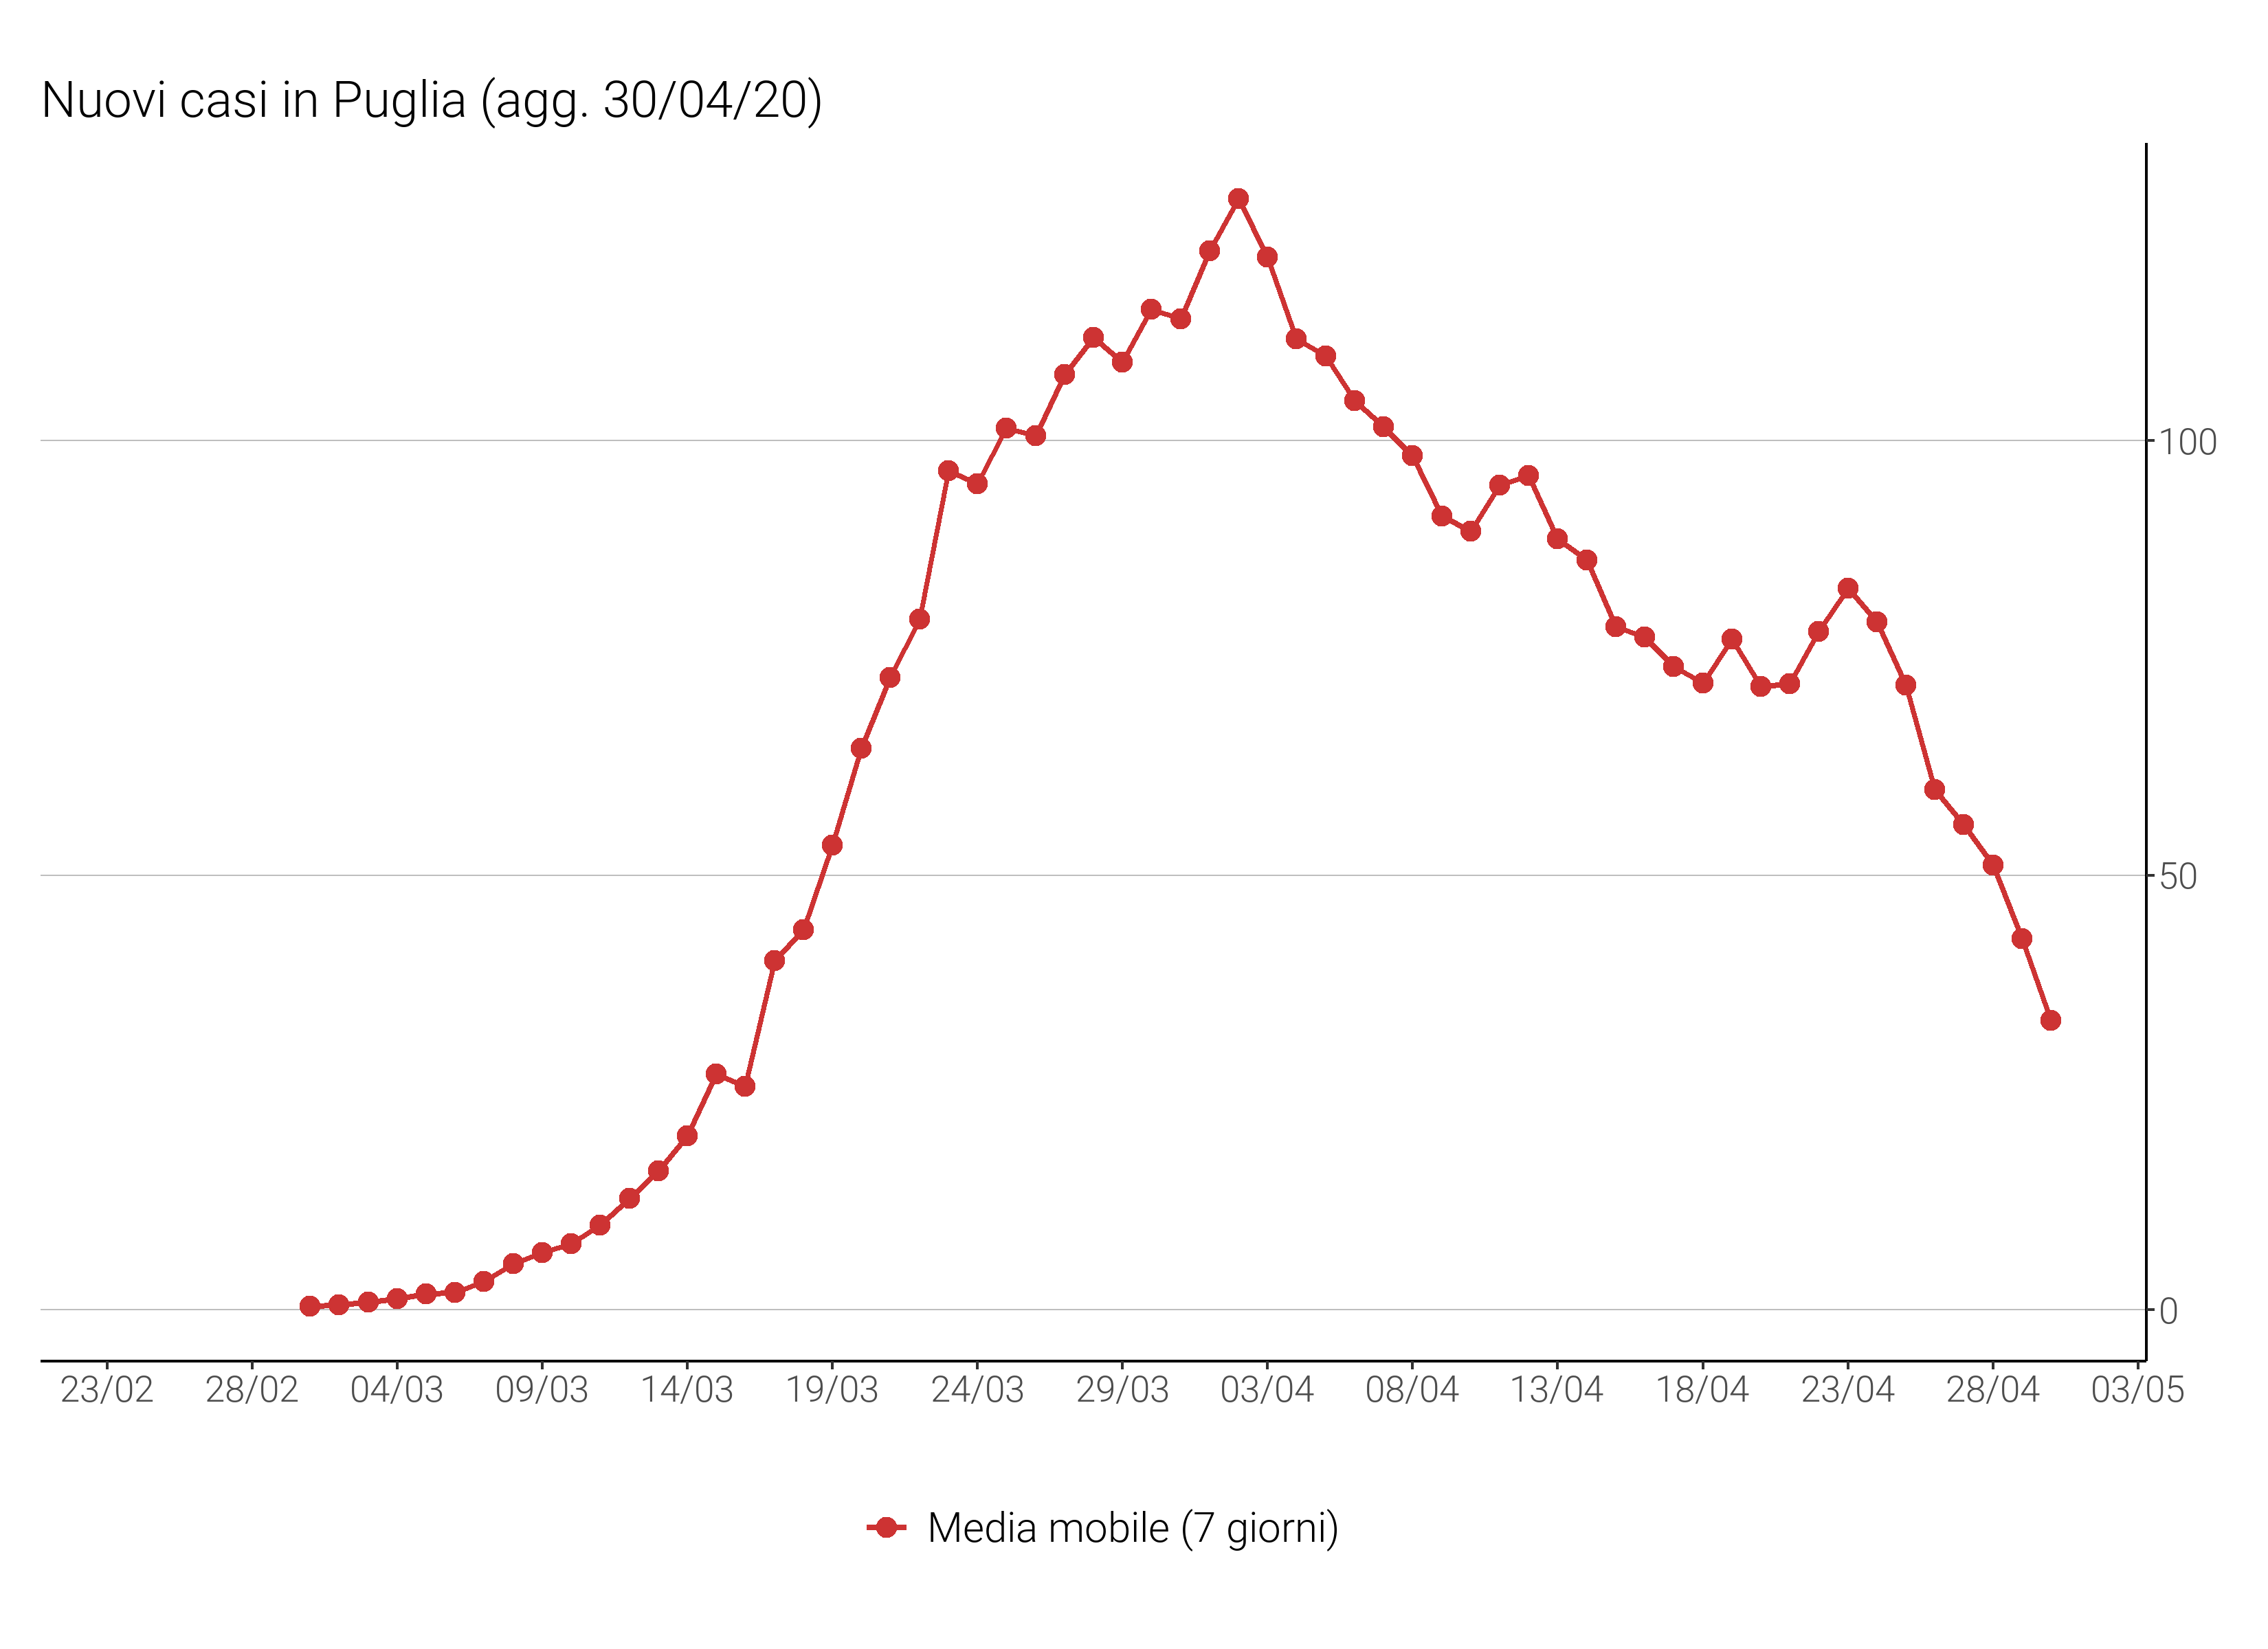 Nuovi casi in Puglia (agg. 30/04/20)
100
50
0
23/02 28/02 04/03 09/03 14/03 19/03 24/03 29/03 03/04 08/04 13/04 18/04 23/04 28/04 03/05
Media mobile (7 giorni)